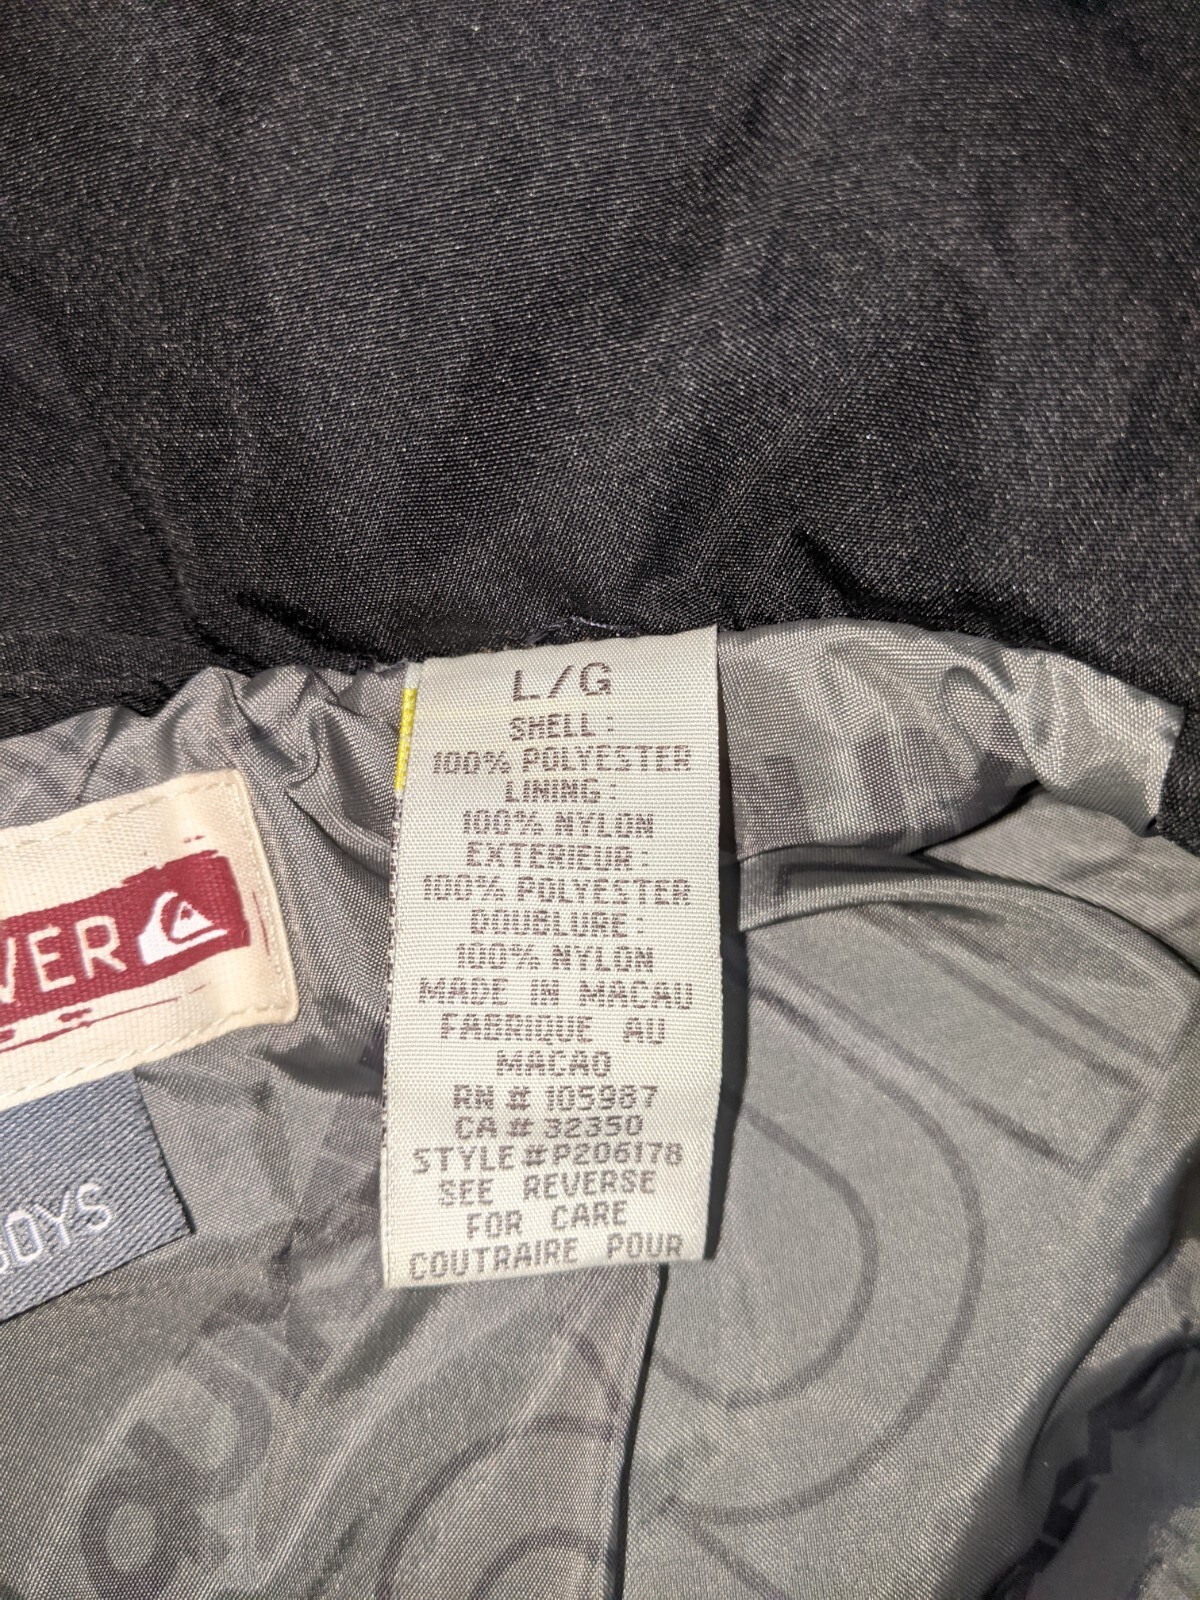 L/G
SHELL:
100% POLYESTER
LINING:
100% NYLON
EXTERIEUR:
100% POLYESTER
DOUBLURE:
100% NYLON
MADE IN MACAU
FABRIQUE AU
MACAO
RN # 105987
CA # 32350
STYLE #P206178
SEE REVERSE
FOR CARE
COUTRAIRE POUR
VER
BOYS